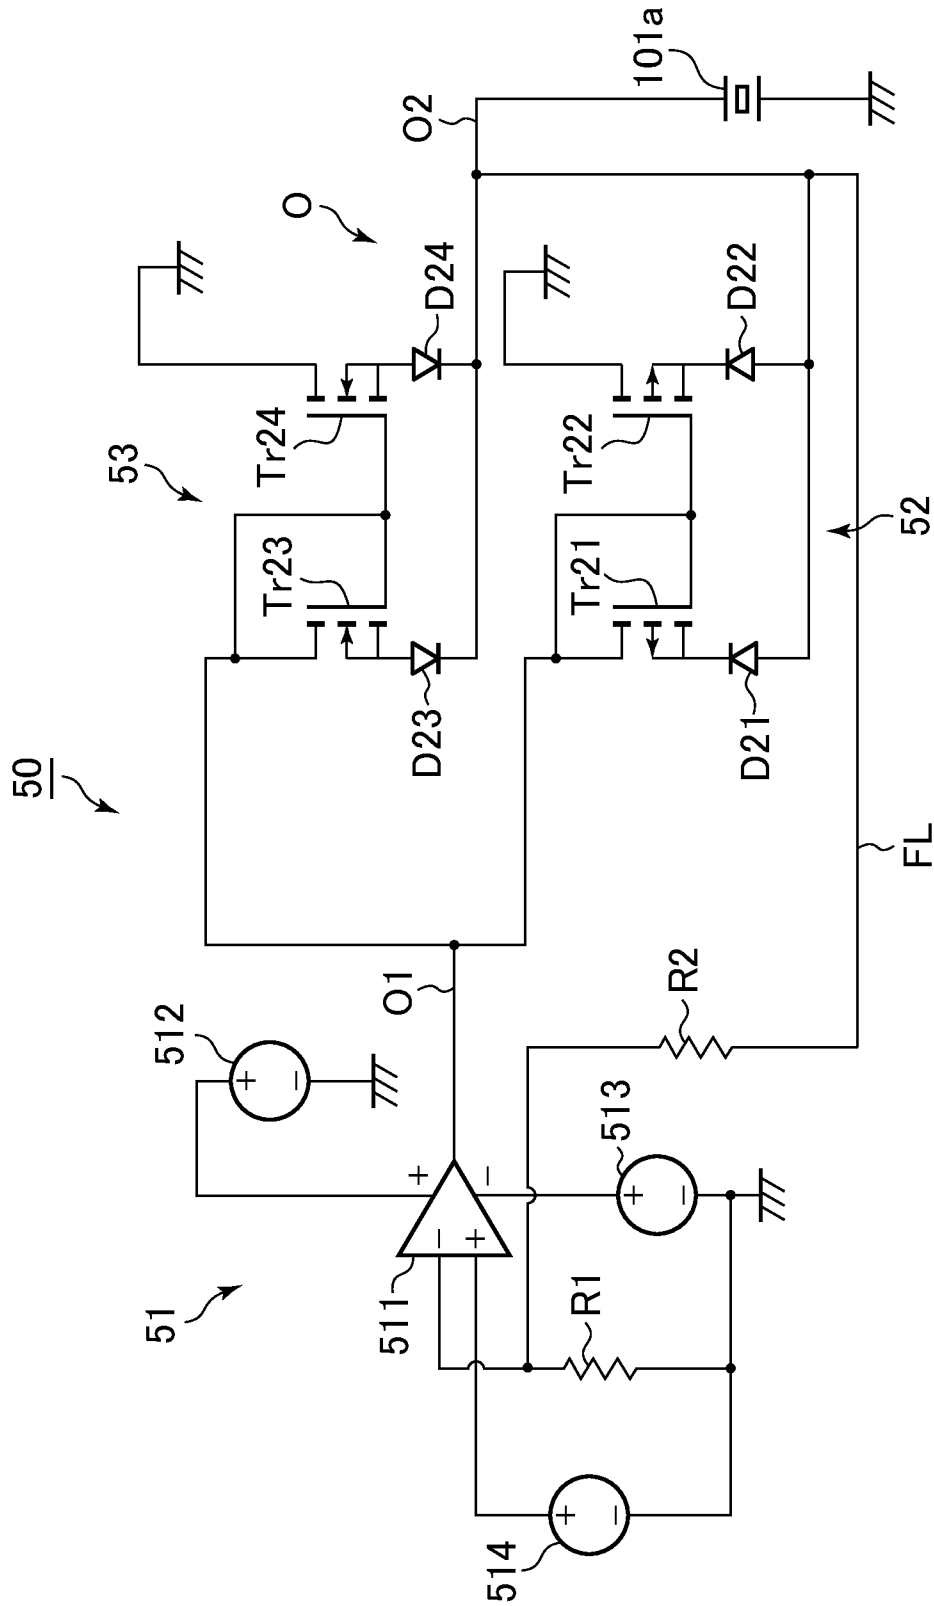 50
53
O
O2
101a
Tr24
D24
Tr23
D23
Tr22
D22
Tr21
D21
52
FL
O1
512
+
−
51
511
+
−
−
+
513
+
−
R2
R1
514
+
−